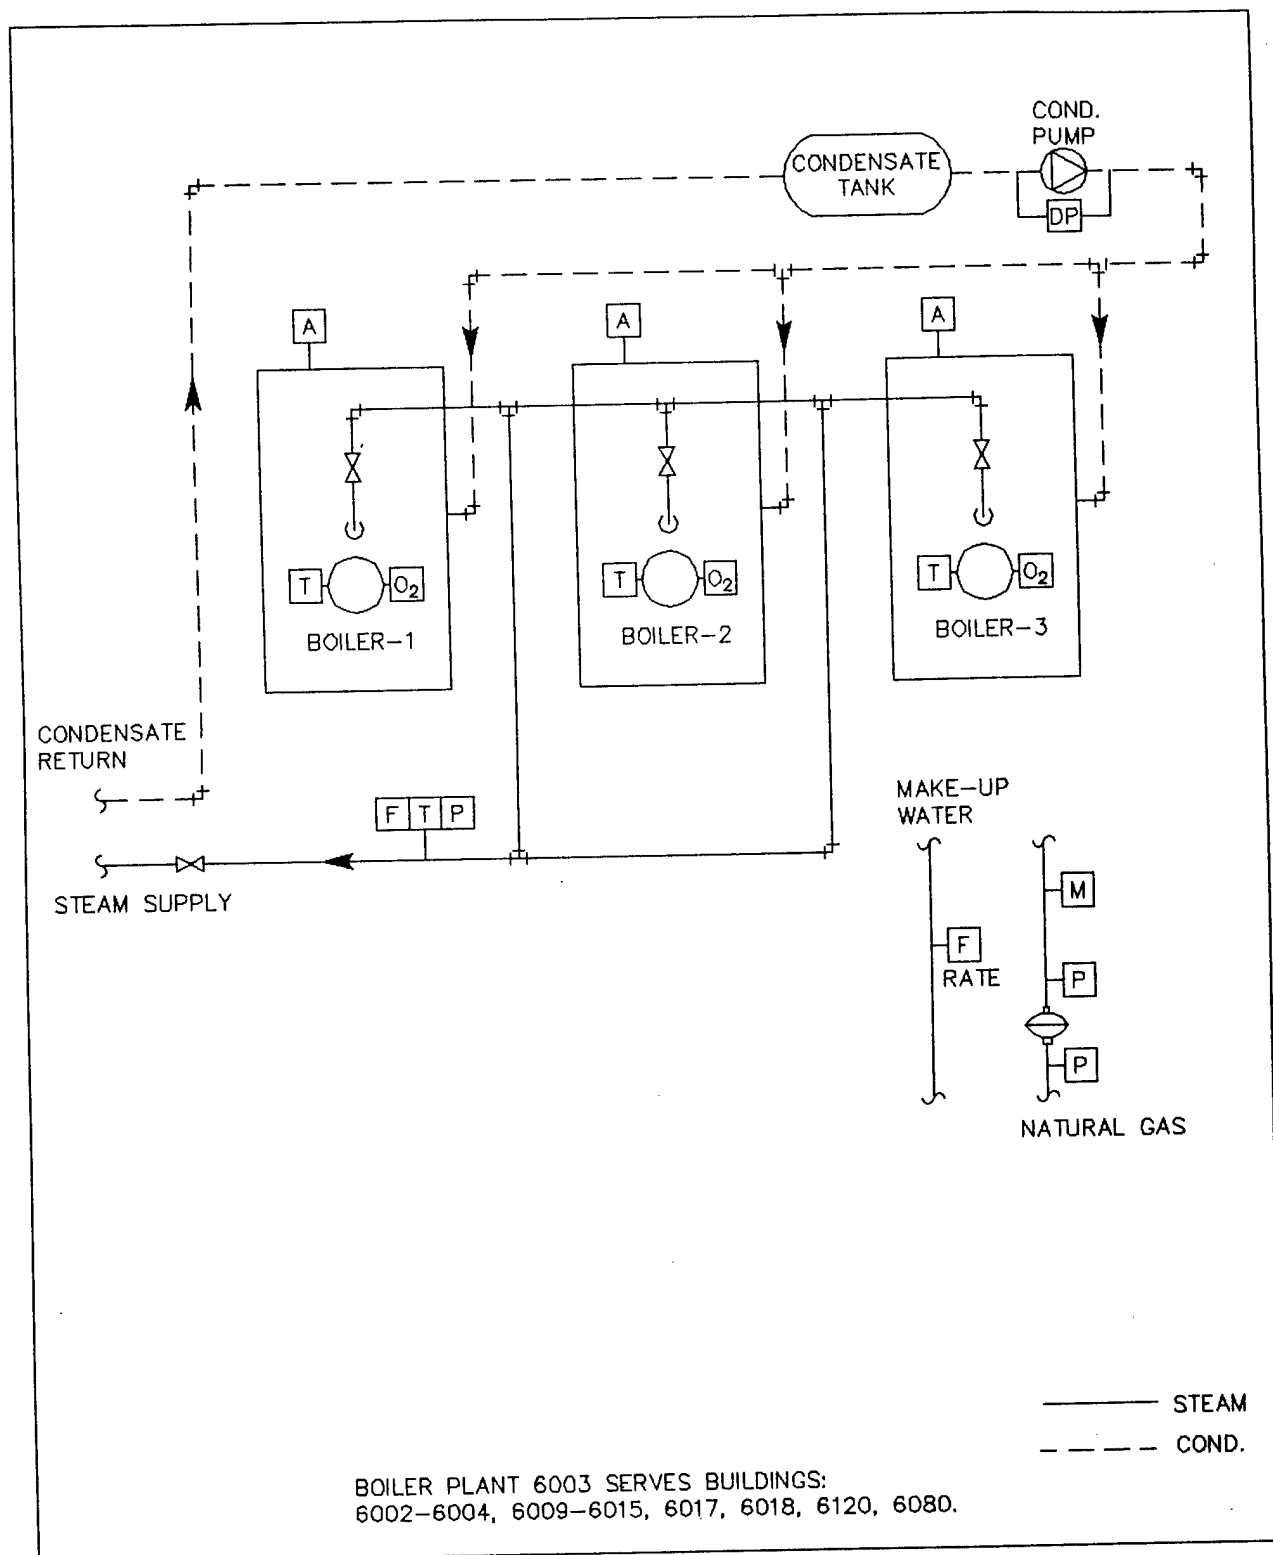 COND.
PUMP
CONDENSATE
TANK
DP
A
A
A
T
O2
BOILER-1
T
O2
BOILER-2
T
O2
BOILER-3
CONDENSATE
RETURN
F T P
STEAM SUPPLY
MAKE-UP
WATER
F
RATE
M
P
P
NATURAL GAS
STEAM
COND.
BOILER PLANT 6003 SERVES BUILDINGS:
6002-6004, 6009-6015, 6017, 6018, 6120, 6080.